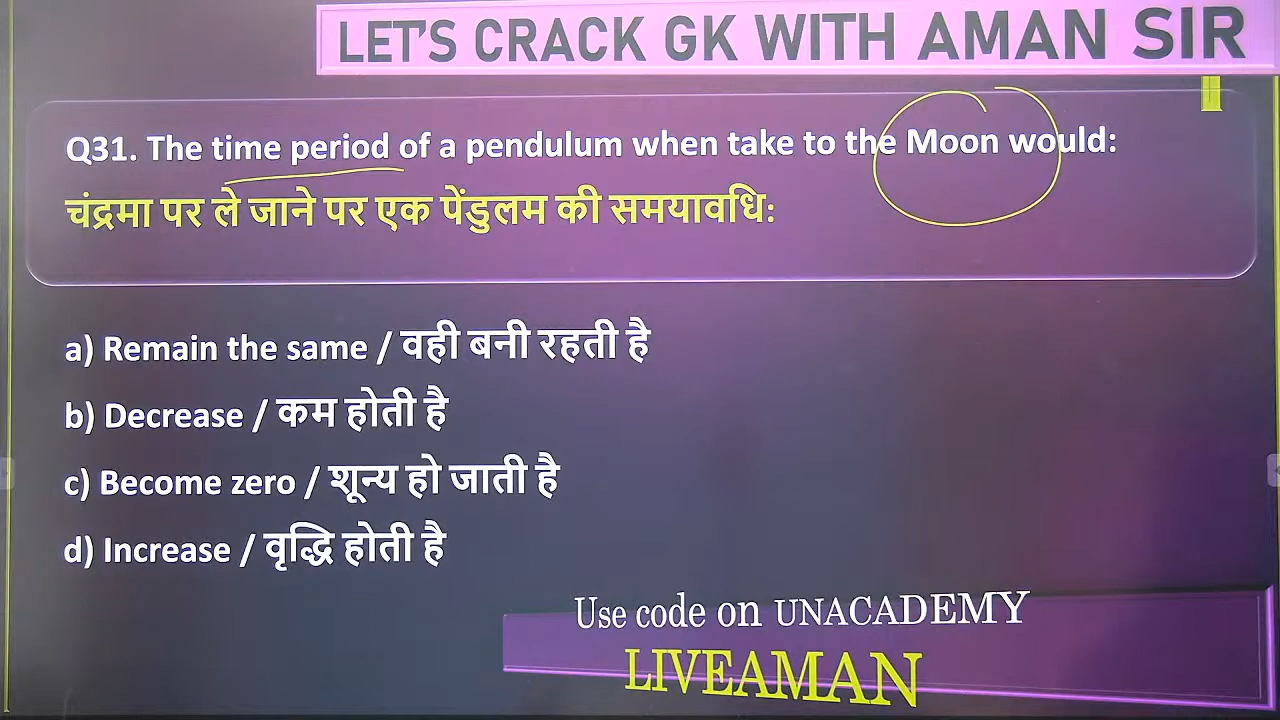 LET'S CRACK GK WITH AMAN SIR
Q31. The time period of a pendulum when take to the Moon would:
चंद्रमा पर ले जाने पर एक पेंडुलम की समयावधि:
a) Remain the same / वही बनी रहती है
b) Decrease / कम होती है
c) Become zero / शून्य हो जाती है
d) Increase / वृद्धि होती है
Use code on UNACADEMY
LIVEAMAN